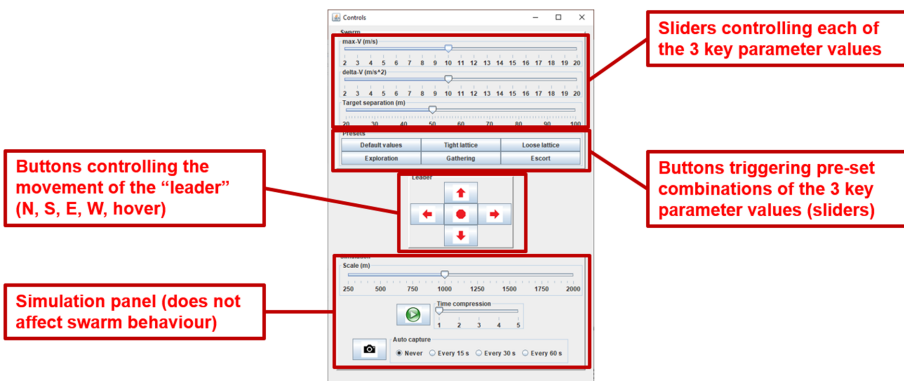 Controls
Swarm
max-V (m/s)
2 3 4 5 6 7 8 9 10 11 12 13 14 15 16 17 18 19 20
delta-V (m/s^2)
2 3 4 5 6 7 8 9 10 11 12 13 14 15 16 17 18 19 20
Target separation (m)
20 30 40 50 60 70 80 90 100
Presets
Default values Tight lattice Loose lattice
Exploration Gathering Escort
Leader
Simulation
Scale (m)
250 500 750 1000 1250 1500 1750 2000
Time compression
1 2 3 4 5
Auto capture
Never Every 15 s Every 30 s Every 60 s
Sliders controlling each of
the 3 key parameter values
Buttons triggering pre-set
combinations of the 3 key
parameter values (sliders)
Buttons controlling the
movement of the “leader”
(N, S, E, W, hover)
Simulation panel (does not
affect swarm behaviour)